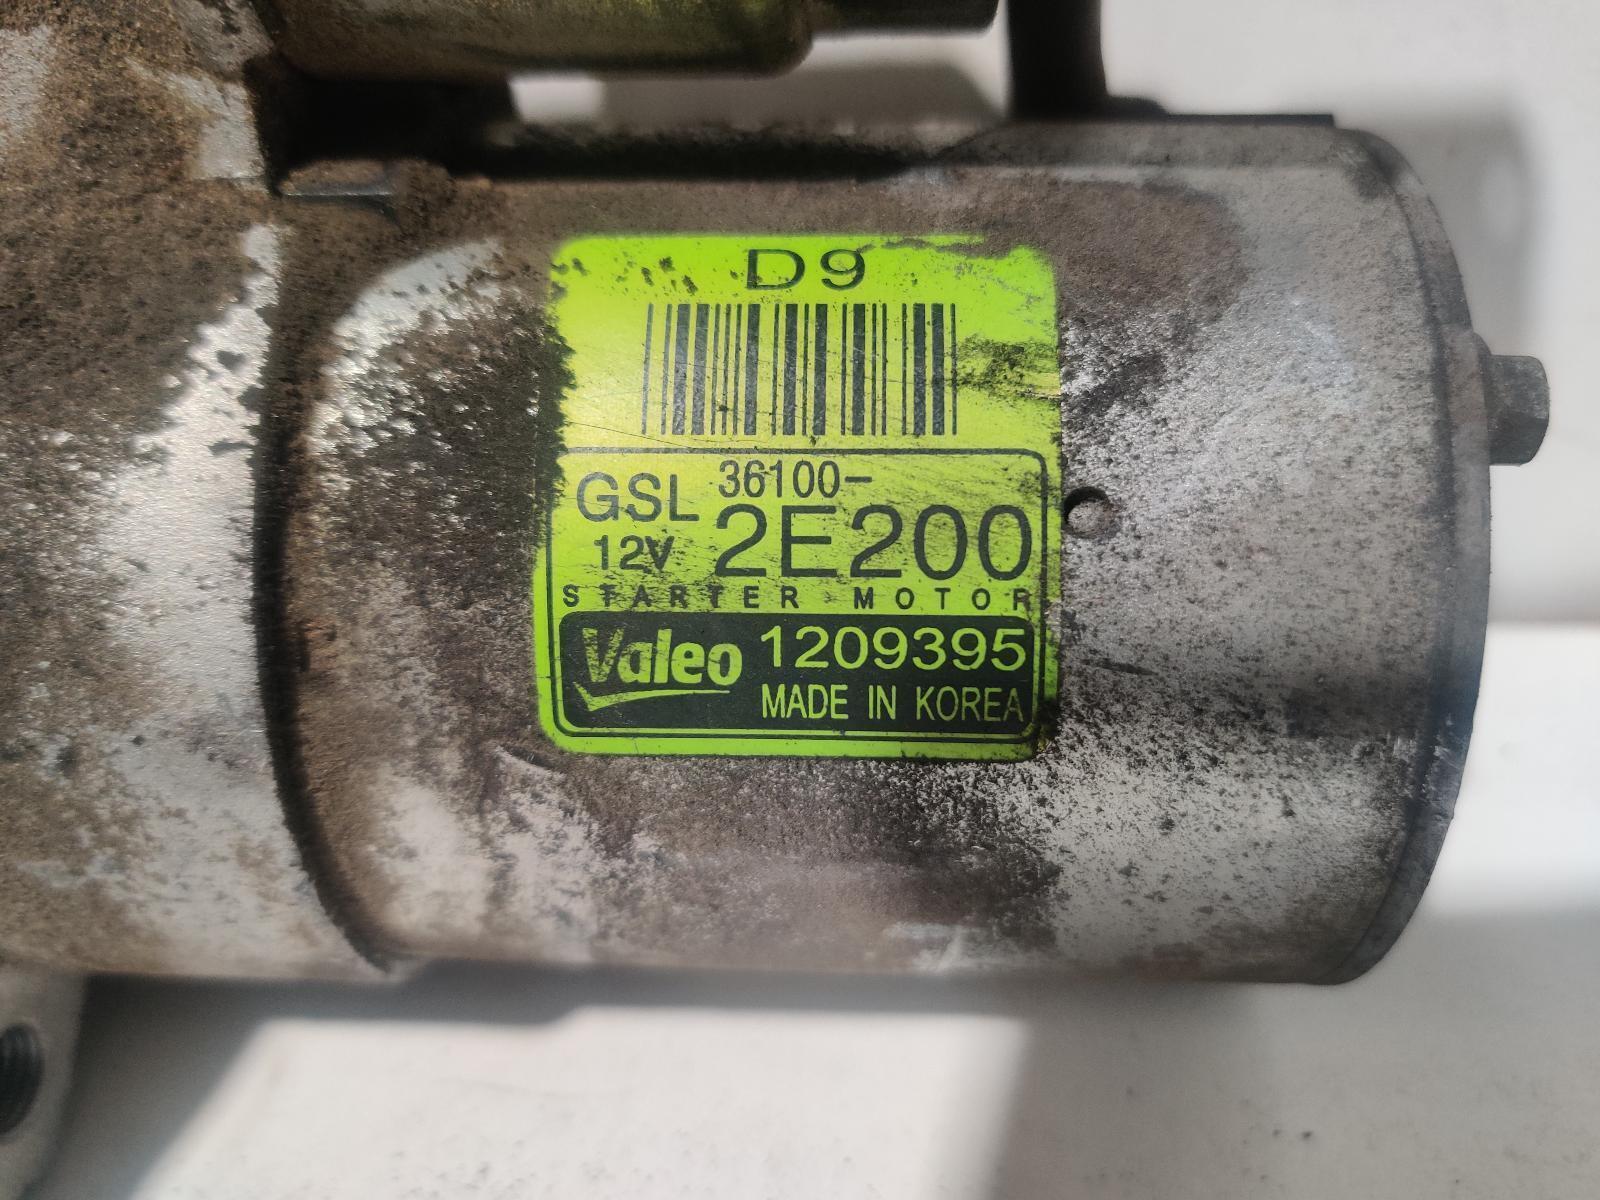 D9
GSL 36100-
12V 2E200
STARTER MOTOR
Valeo 1209395
MADE IN KOREA